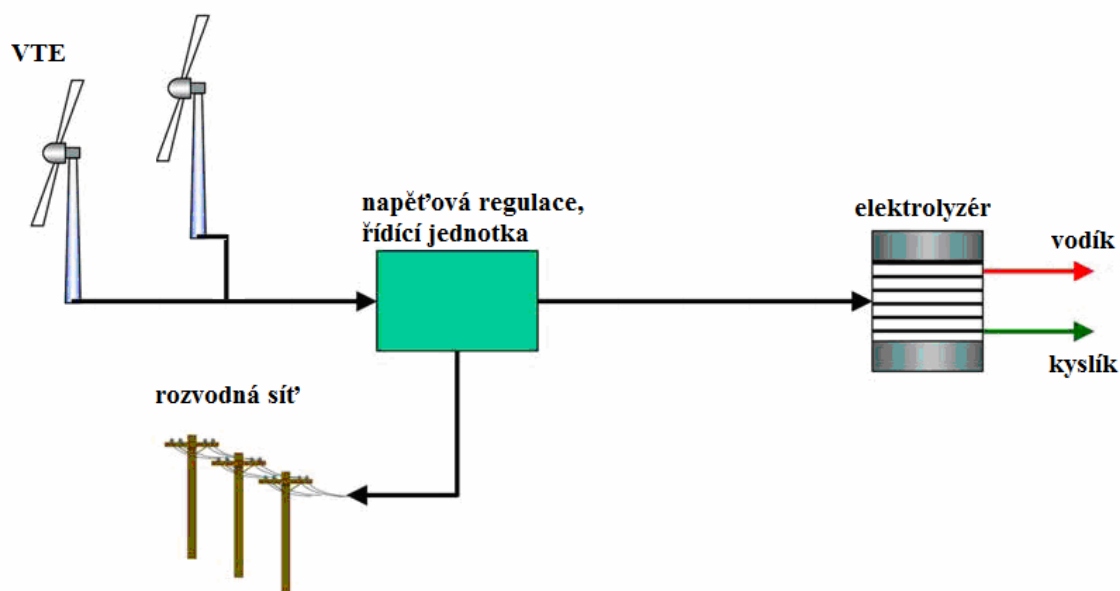 VTE
napěťová regulace,
řídící jednotka
elektrolyzér
vodík
kyslík
rozvodná síť